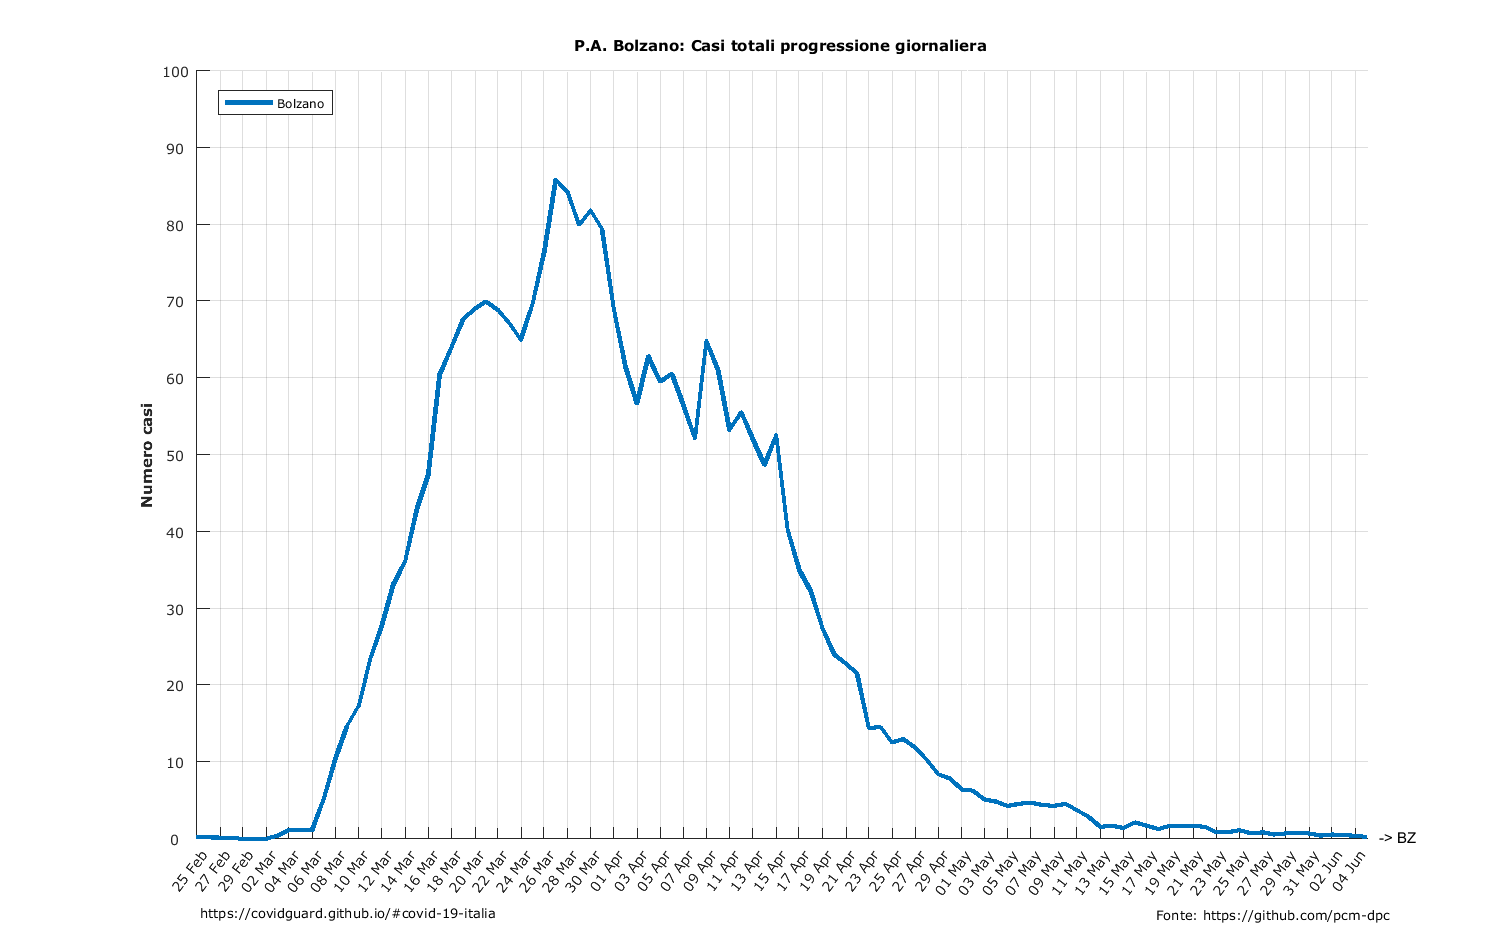 P.A. Bolzano: Casi totali progressione giornaliera
Bolzano
Numero casi
100
90
80
70
60
50
40
30
20
10
0
-> BZ
25 Feb
27 Feb
29 Feb
02 Mar
04 Mar
06 Mar
08 Mar
10 Mar
12 Mar
14 Mar
16 Mar
18 Mar
20 Mar
22 Mar
24 Mar
26 Mar
28 Mar
30 Mar
01 Apr
03 Apr
05 Apr
07 Apr
09 Apr
11 Apr
13 Apr
15 Apr
17 Apr
19 Apr
21 Apr
23 Apr
25 Apr
27 Apr
29 Apr
01 May
03 May
05 May
07 May
09 May
11 May
13 May
15 May
17 May
19 May
21 May
23 May
25 May
27 May
29 May
31 May
02 Jun
04 Jun
https://covidguard.github.io/#covid-19-italia
Fonte: https://github.com/pcm-dpc